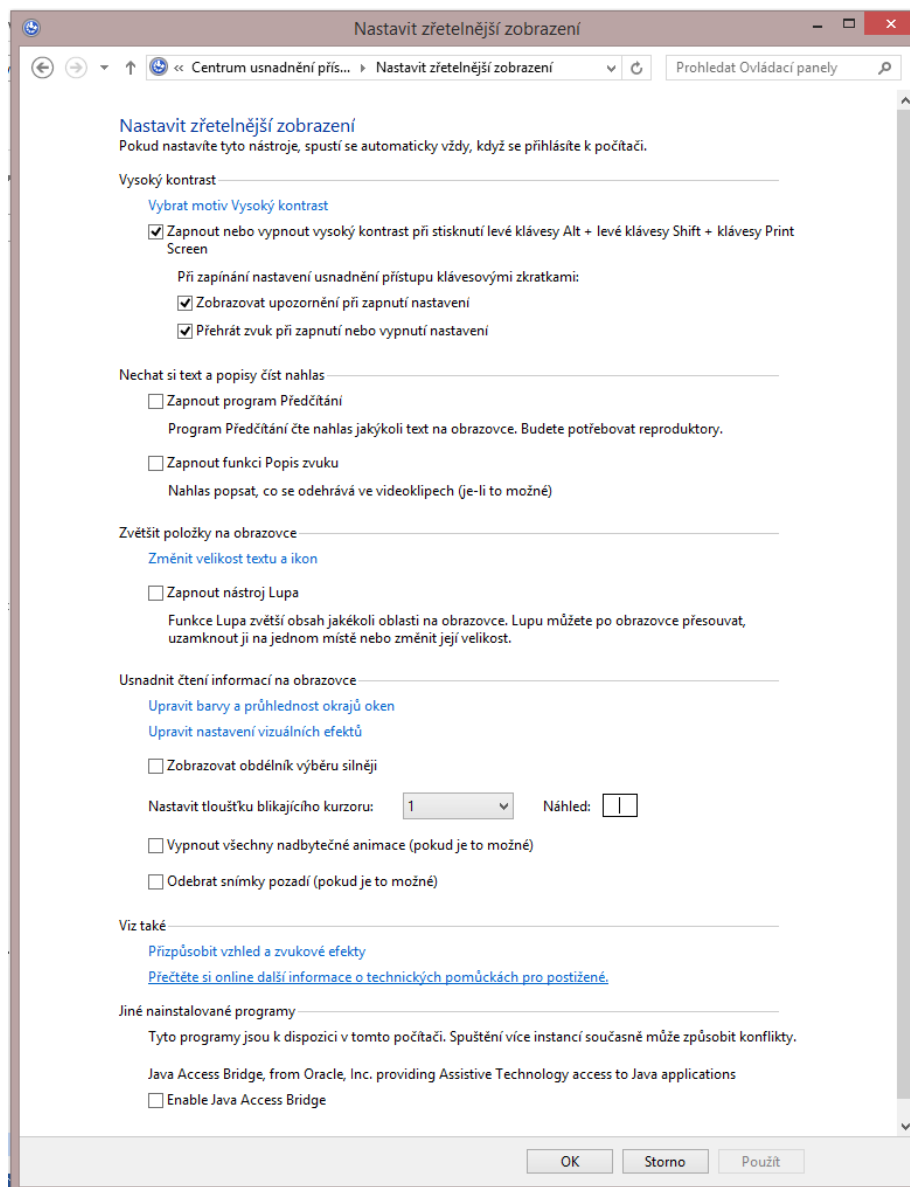 Nastavit zřetelnější zobrazení
« Centrum usnadnění přís... Nastavit zřetelnější zobrazení
Prohledat Ovládací panely
Nastavit zřetelnější zobrazení
Pokud nastavíte tyto nástroje, spustí se automaticky vždy, když se přihlásíte k počítači.
Vysoký kontrast
Vybrat motiv Vysoký kontrast
Zapnout nebo vypnout vysoký kontrast při stisknutí levé klávesy Alt + levé klávesy Shift + klávesy Print
Screen
Při zapínání nastavení usnadnění přístupu klávesovými zkratkami:
Zobrazovat upozornění při zapnutí nastavení
Přehrát zvuk při zapnutí nebo vypnutí nastavení
Nechat si text a popisy číst nahlas
Zapnout program Předčítání
Program Předčítání čte nahlas jakýkoli text na obrazovce. Budete potřebovat reproduktory.
Zapnout funkci Popis zvuku
Nahlas popsat, co se odehrává ve videoklipech (je-li to možné)
Zvětšit položky na obrazovce
Změnit velikost textu a ikon
Zapnout nástroj Lupa
Funkce Lupa zvětší obsah jakékoli oblasti na obrazovce. Lupu můžete po obrazovce přesouvat,
uzamknout ji na jednom místě nebo změnit její velikost.
Usnadnit čtení informací na obrazovce
Upravit barvy a průhlednost okrajů oken
Upravit nastavení vizuálních efektů
Zobrazovat obdélník výběru silněji
Nastavit tloušťku blikajícího kurzoru: 1 Náhled:
Vypnout všechny nadbytečné animace (pokud je to možné)
Odebrat snímky pozadí (pokud je to možné)
Viz také
Přizpůsobit vzhled a zvukové efekty
Přečtěte si online další informace o technických pomůckách pro postižené.
Jiné nainstalované programy
Tyto programy jsou k dispozici v tomto počítači. Spuštění více instancí současně může způsobit konflikty.
Java Access Bridge, from Oracle, Inc. providing Assistive Technology access to Java applications
Enable Java Access Bridge
OK Storno Použít